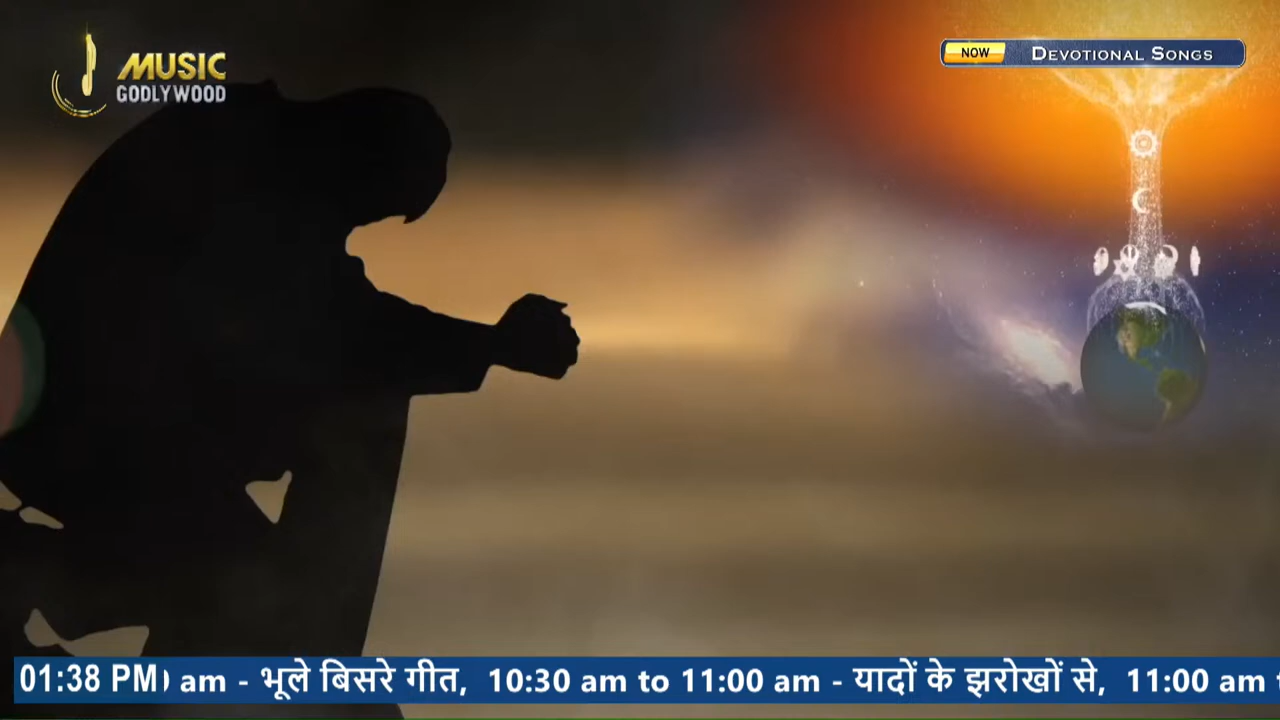 MUSIC
GODLYWOOD
NOW DEVOTIONAL SONGS
01:38 PM am - भूले बिसरे गीत, 10:30 am to 11:00 am - यादों के झरोखों से, 11:00 am